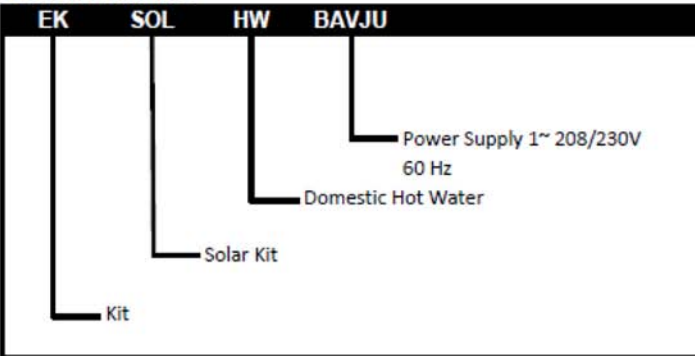 EK SOL HW BAVJU
Power Supply 1~ 208/230V
60 Hz
Domestic Hot Water
Solar Kit
Kit